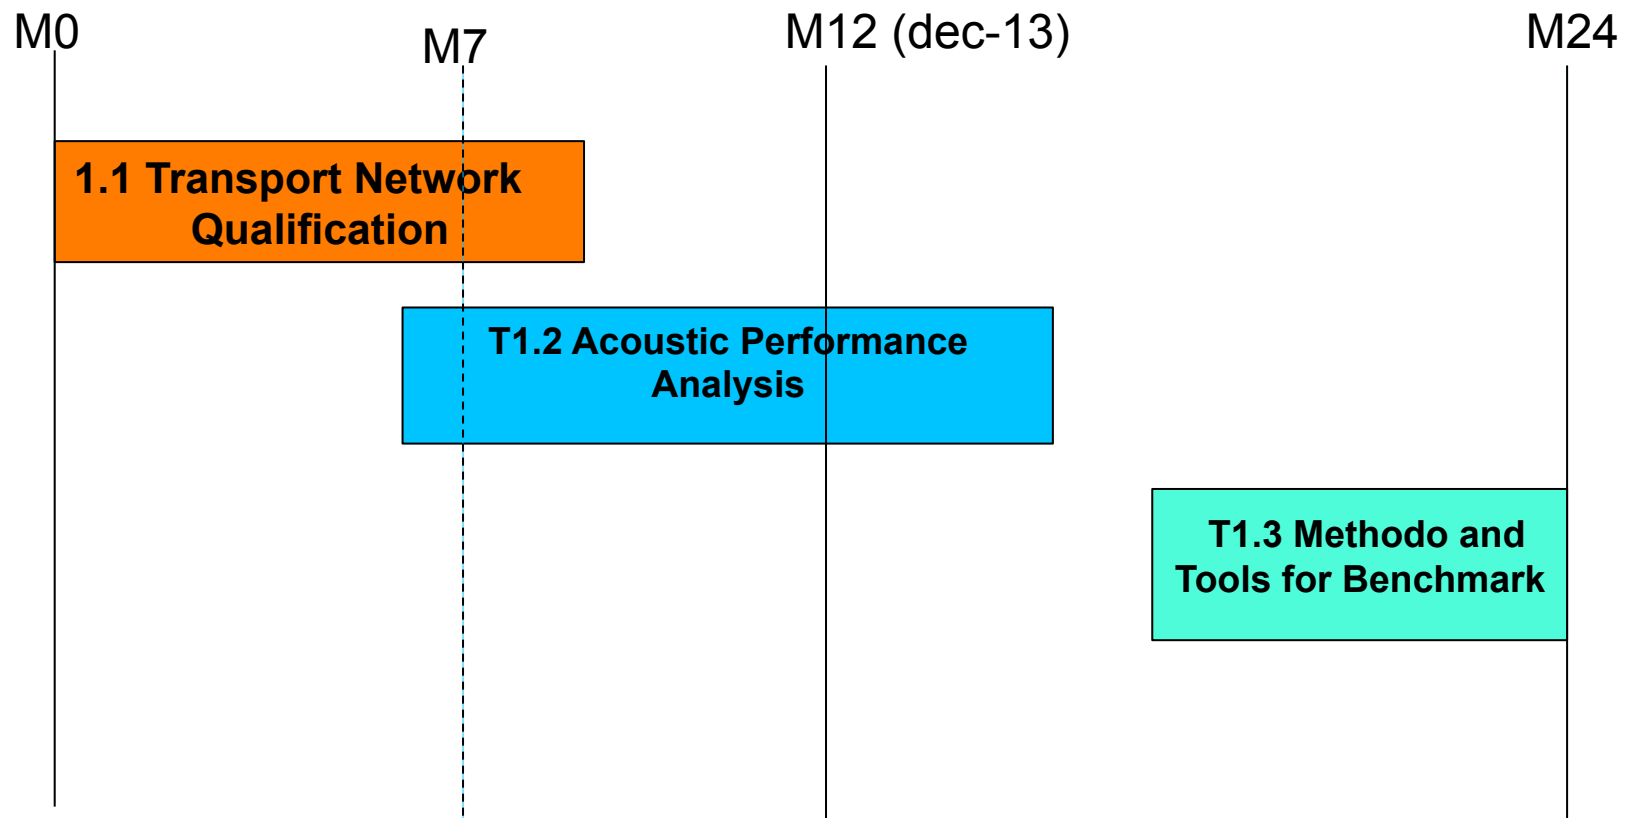 M0
M7
M12 (dec-13)
M24
1.1 Transport Network
Qualification
T1.2 Acoustic Performance
Analysis
T1.3 Methodo and
Tools for Benchmark